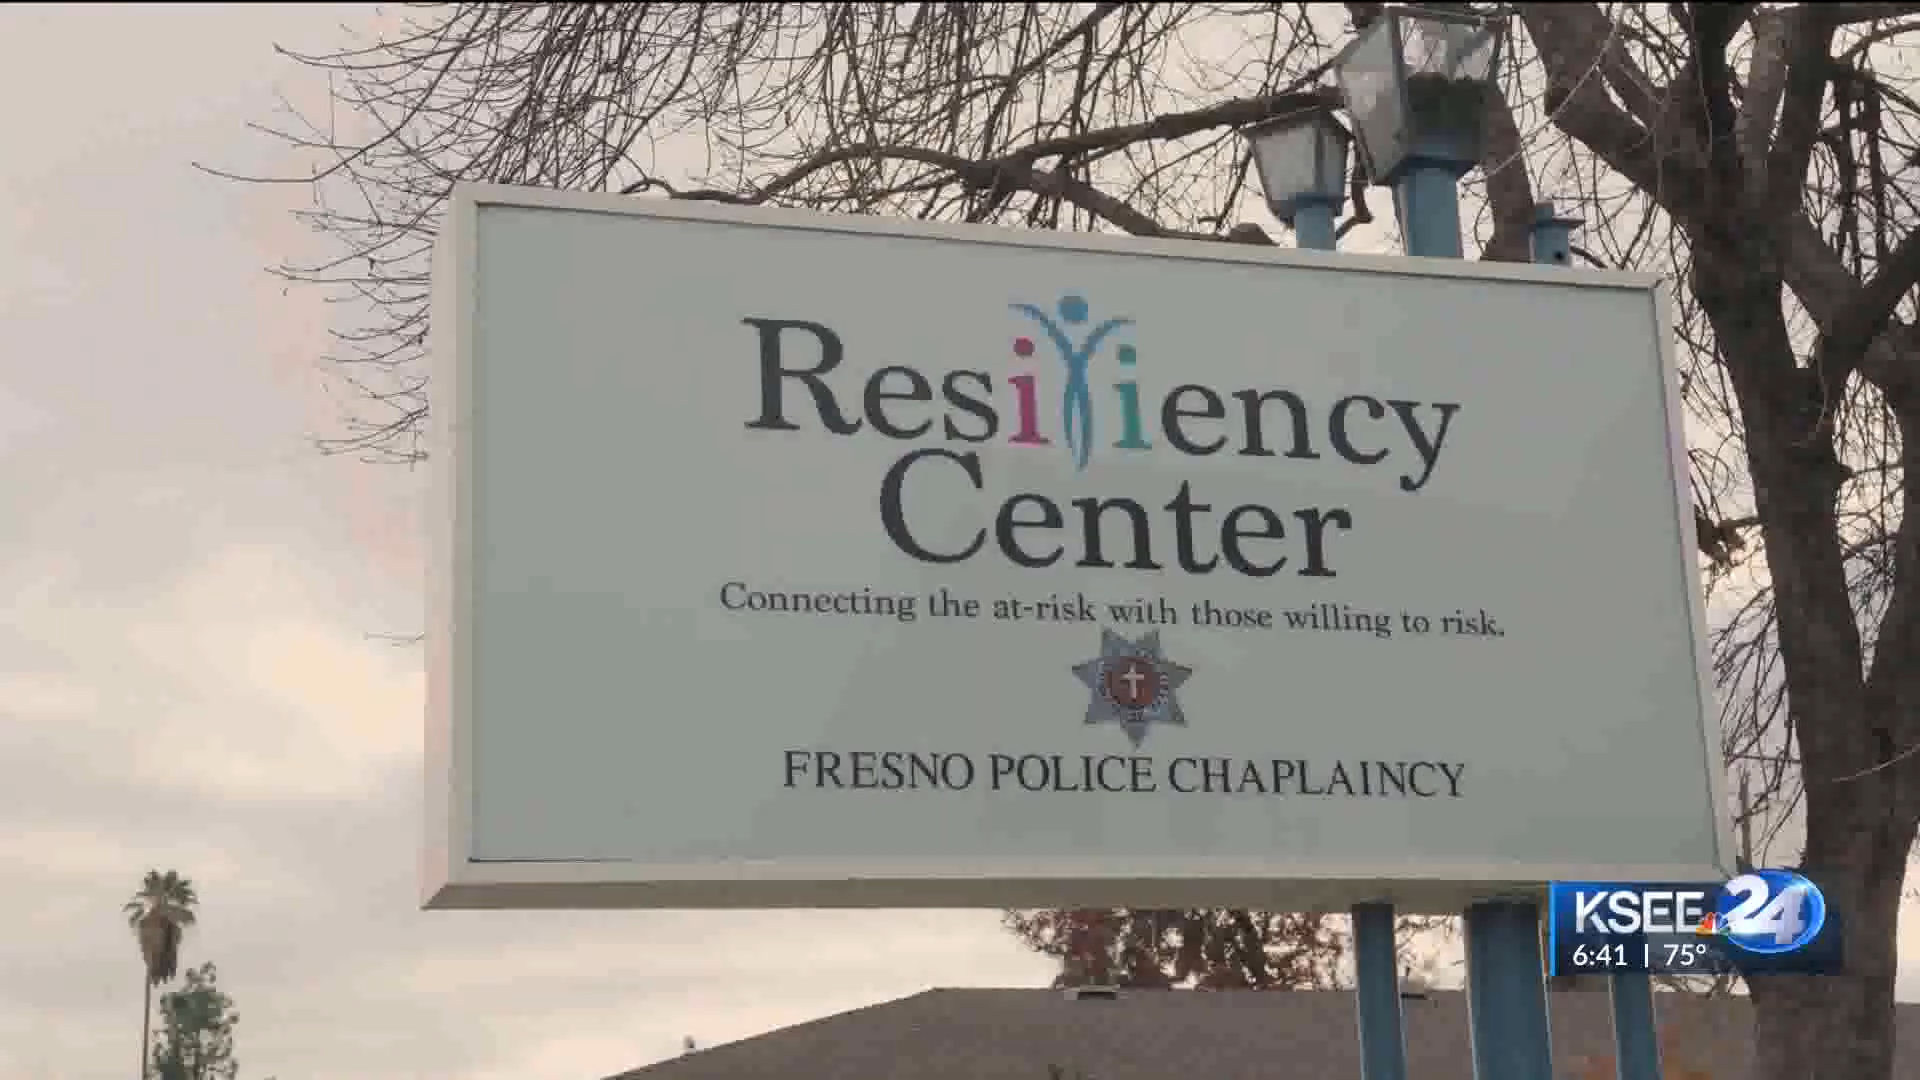 Resiliency
Center
Connecting the at-risk with those willing to risk.
FRESNO POLICE CHAPLAINCY
KSEE 24
6:41 | 75°